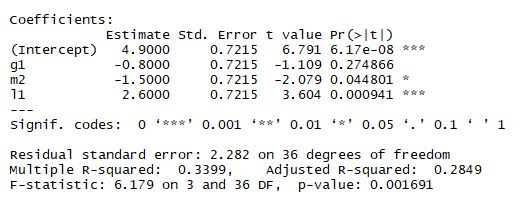 Coefficients:
Estimate Std. Error t value Pr(>|t|)
(Intercept) 4.9000 0.7215 6.791 6.17e-08 ***
g1 -0.8000 0.7215 -1.109 0.274866
m2 -1.5000 0.7215 -2.079 0.044801 *
l1 2.6000 0.7215 3.604 0.000941 ***
---
Signif. codes: 0 ‘***’ 0.001 ‘**’ 0.01 ‘*’ 0.05 ‘.’ 0.1 ‘ ’ 1
Residual standard error: 2.282 on 36 degrees of freedom
Multiple R-squared: 0.3399, Adjusted R-squared: 0.2849
F-statistic: 6.179 on 3 and 36 DF, p-value: 0.001691